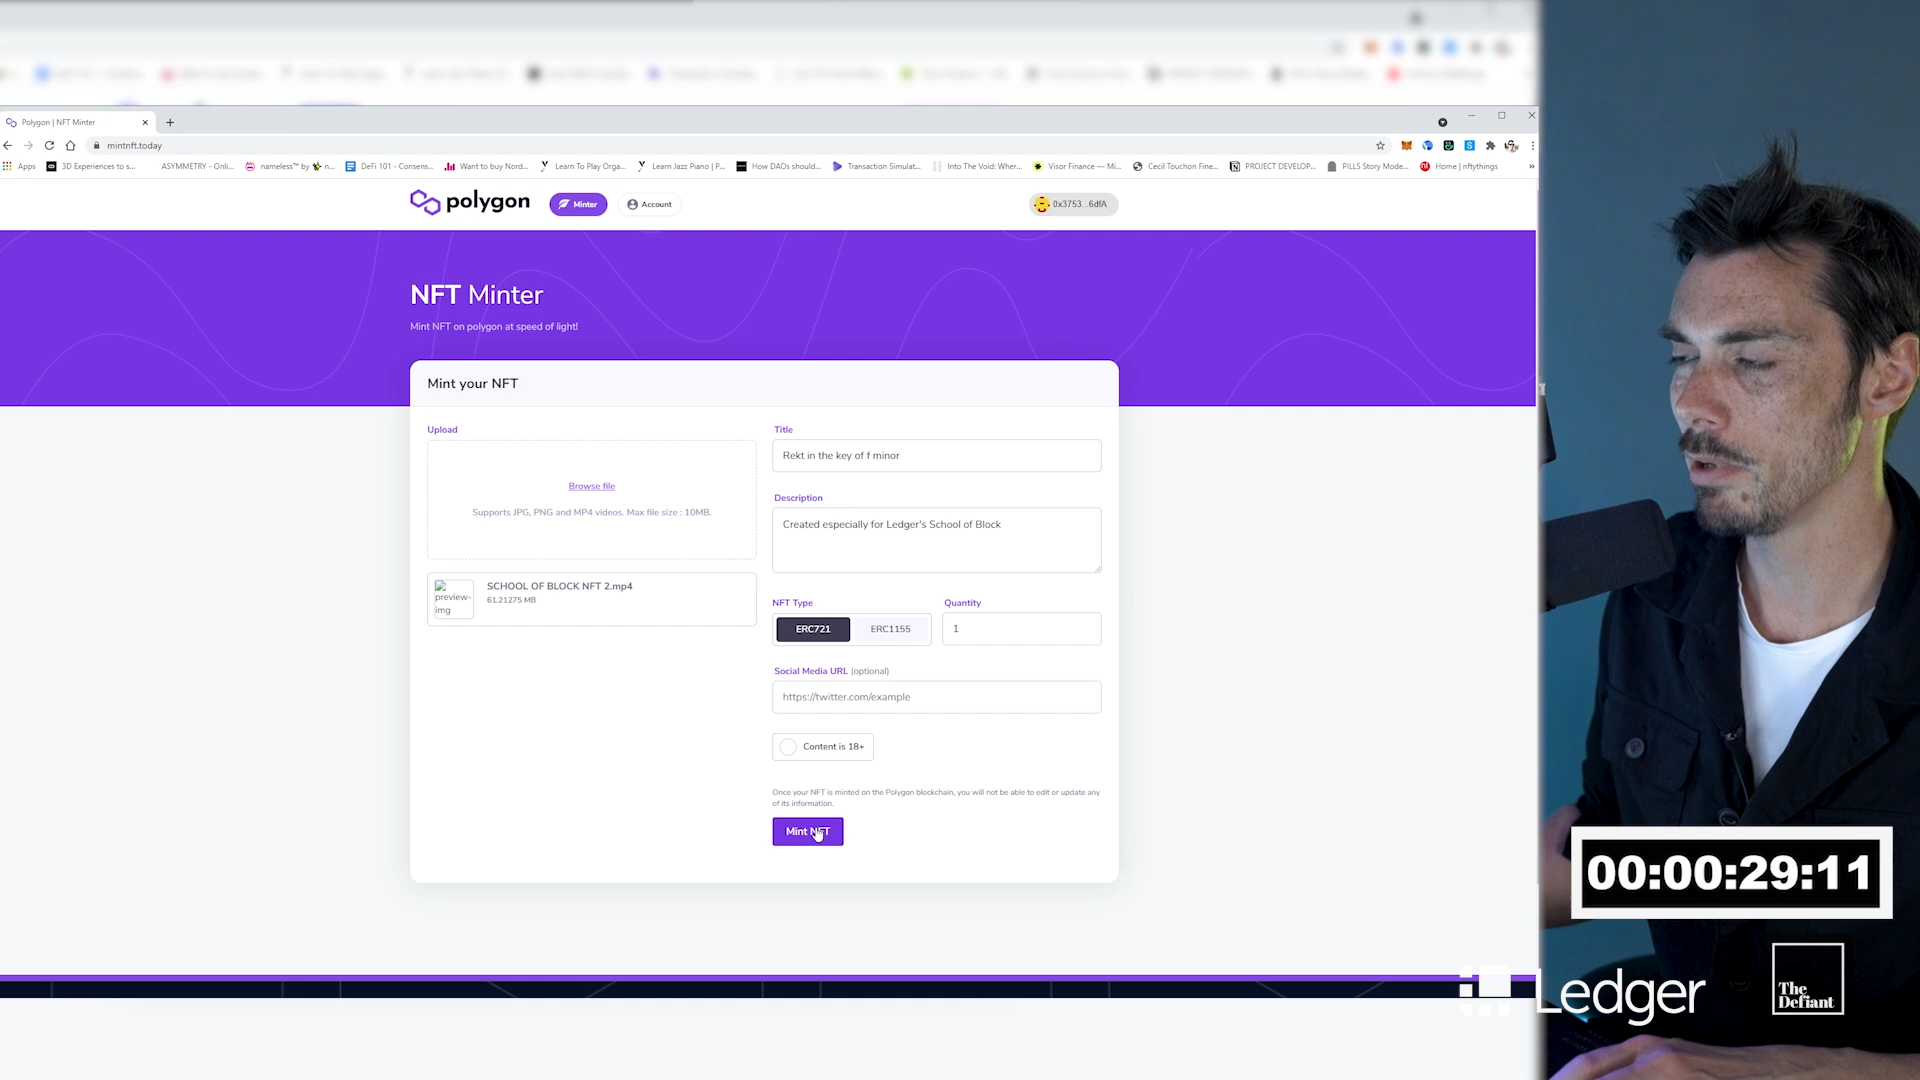 Polygon | NFT Minter
mintnft.today
Apps
3D Experiences to s...
ASYMMETRY - Onli...
nameless™ by n...
DeFi 101 - Consens...
Want to buy Nord...
Learn To Play Orga...
Learn Jazz Piano | P...
How DAOs should...
Transaction Simulat...
Into The Void: Wher...
Visor Finance — Mi...
Cecil Touchon Fine...
PROJECT DEVELOP...
PILLS Story Mode...
Home | nftythings
polygon
Minter
Account
0x3753...6dfA
NFT Minter
Mint NFT on polygon at speed of light!
Mint your NFT
Upload
Browse file
Supports JPG, PNG and MP4 videos. Max file size : 10MB.
preview-
img
SCHOOL OF BLOCK NFT 2.mp4
61.21275 MB
Title
Rekt in the key of f minor
Description
Created especially for Ledger's School of Block
NFT Type
ERC721
ERC1155
Quantity
1
Social Media URL (optional)
https://twitter.com/example
Content is 18+
Once your NFT is minted on the Polygon blockchain, you will not be able to edit or update any
of its information.
Mint NFT
00:00:29:11
Ledger
The
Defiant